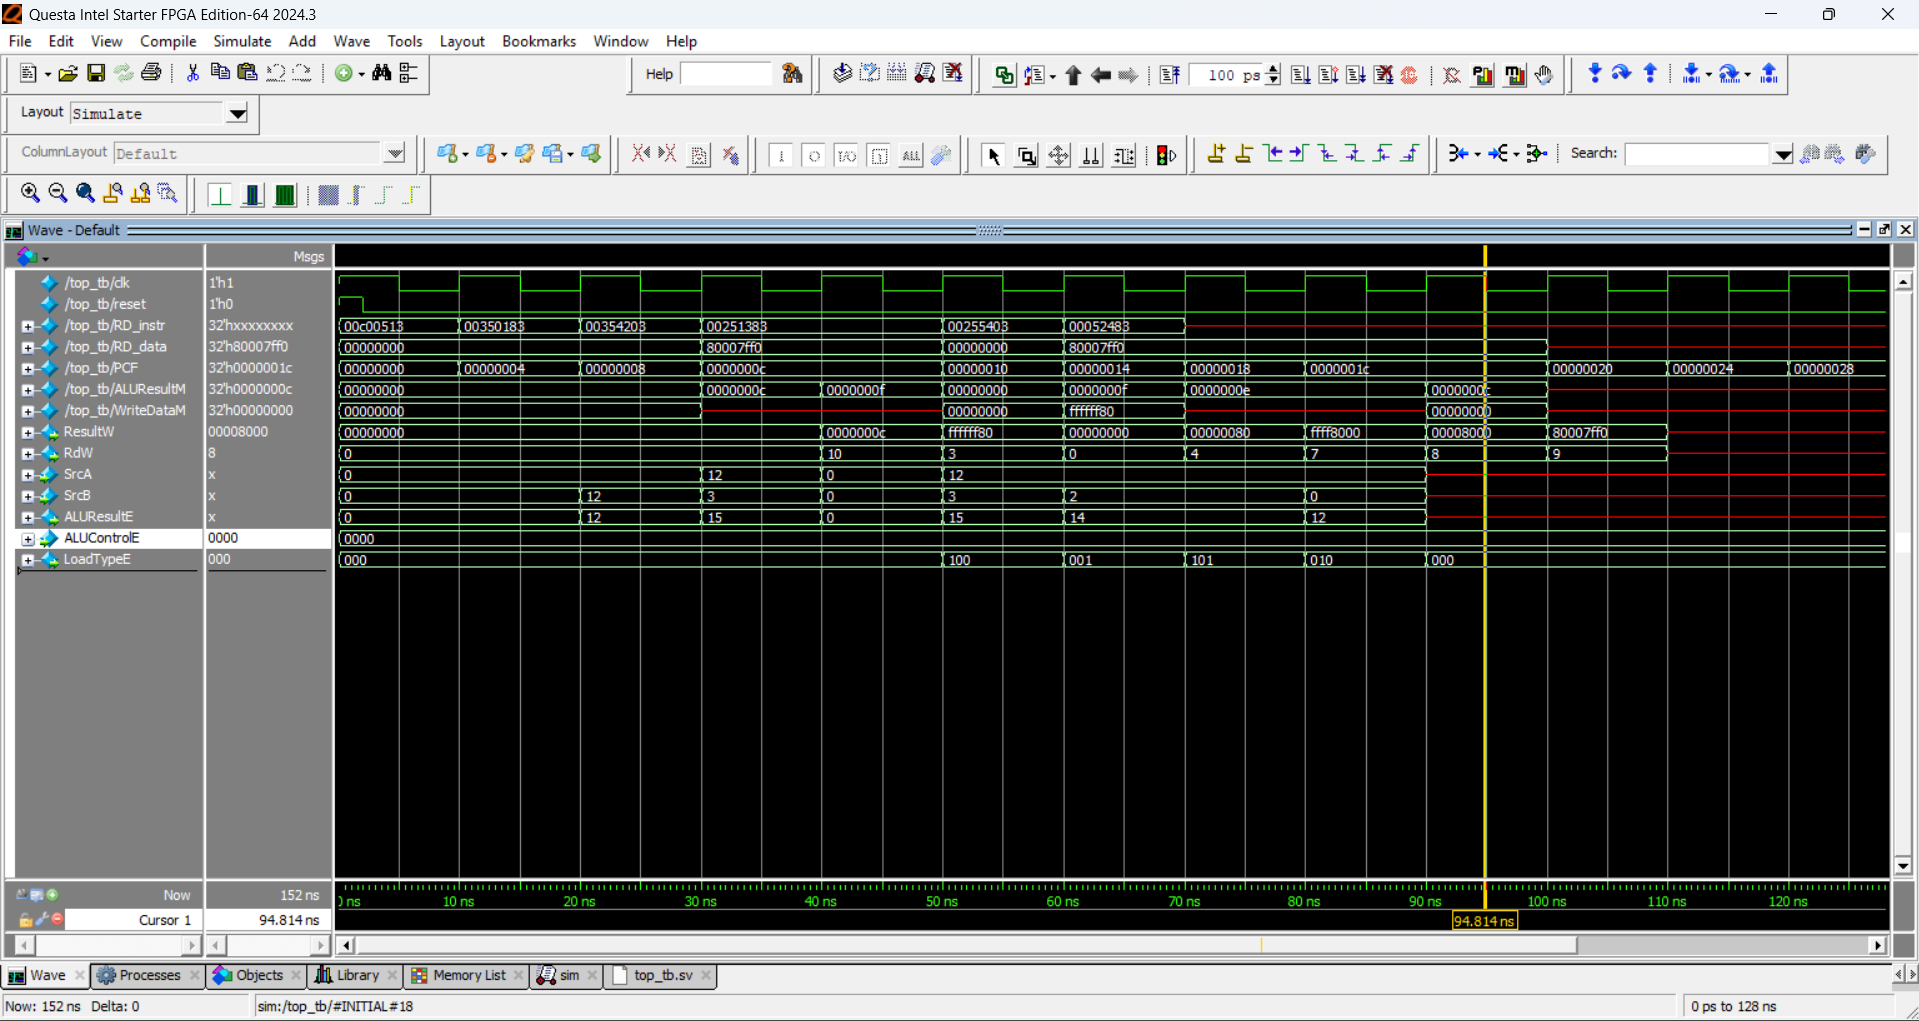 Questa Intel Starter FPGA Edition-64 2024.3
File Edit View Compile Simulate Add Wave Tools Layout Bookmarks Window Help
Help 100 ps
Layout Simulate
ColumnLayout Default Search:
Wave - Default
Msgs
/top_tb/clk 1'h1
/top_tb/reset 1'h0
/top_tb/RD_instr 32'hxxxxxxxx 00c00513 00350183 00354203 00251383 00255403 00052483
/top_tb/RD_data 32'h80007ff0 00000000 80007ff0 00000000 80007ff0
/top_tb/PCF 32'h0000001c 00000000 00000004 00000008 0000000c 00000010 00000014 00000018 0000001c 00000020 00000024 00000028
/top_tb/ALUResultM 32'h0000000c 00000000 0000000c 0000000f 00000000 0000000f 0000000e 0000000c
/top_tb/WriteDataM 32'h00000000 00000000 00000000 ffffff80 00000000
ResultW 00008000 00000000 0000000c ffffff80 00000000 00000080 ffff8000 00008000 80007ff0
RdW 8 0 10 3 0 4 7 8 9
SrcA x 0 12 0 12
SrcB x 0 12 3 0 3 2 0
ALUResultE x 0 12 15 0 15 14 12
ALUControlE 0000 0000
LoadTypeE 000 000 100 001 101 010 000
Now 152 ns
0 ns 10 ns 20 ns 30 ns 40 ns 50 ns 60 ns 70 ns 80 ns 90 ns 100 ns 110 ns 120 ns
Cursor 1 94.814 ns 94.814 ns
Wave Processes Objects Library Memory List sim top_tb.sv
Now: 152 ns Delta: 0 sim:/top_tb/#INITIAL#18 0 ps to 128 ns